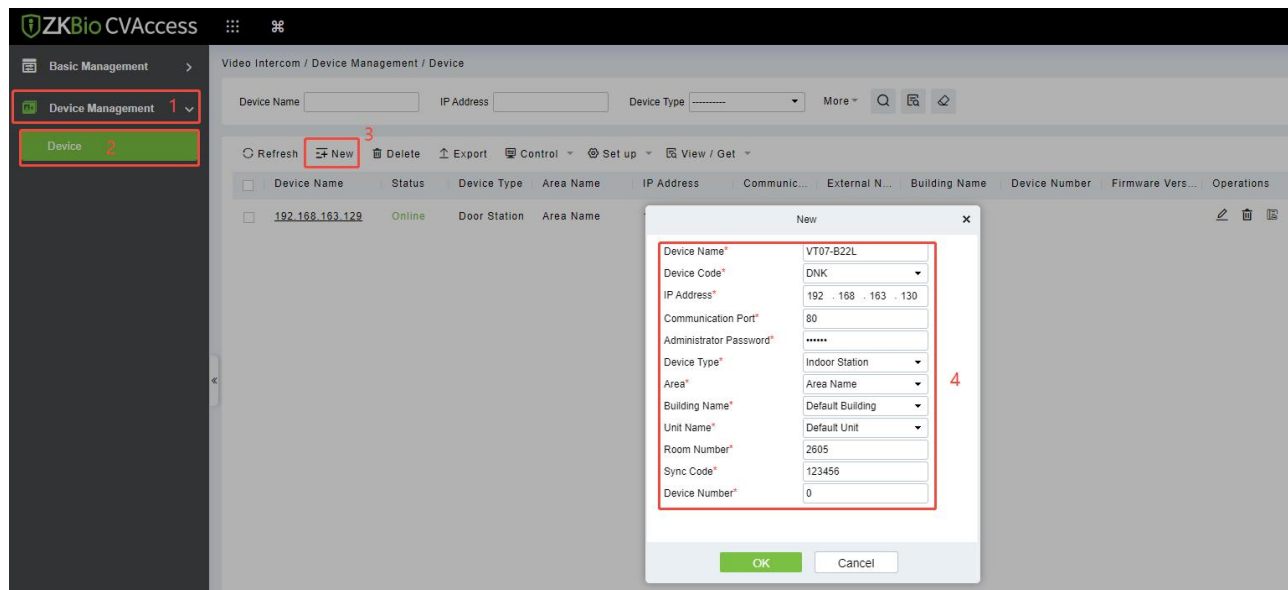 ZKBio CVAccess
Basic Management >
Device Management 1
Device 2
Video Intercom / Device Management / Device
Device Name IP Address Device Type ---------- More
3
Refresh New Delete Export Control Set up View / Get
Device Name Status Device Type Area Name IP Address Communic... External N... Building Name Device Number Firmware Vers... Operations
192.168.163.129 Online Door Station Area Name
New ×
Device Name* VT07-B22L
Device Code* DNK
IP Address* 192 . 168 . 163 . 130
Communication Port* 80
Administrator Password* ••••••
Device Type* Indoor Station
Area* Area Name
4
Building Name* Default Building
Unit Name* Default Unit
Room Number* 2605
Sync Code* 123456
Device Number* 0
OK Cancel
«